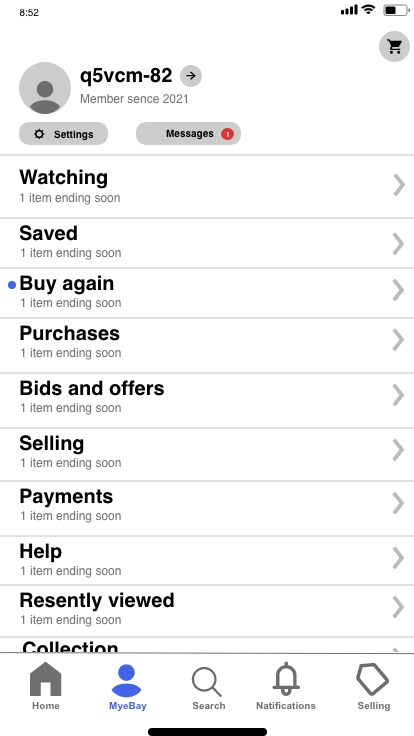 8:52
q5vcm-82
Member sence 2021
Settings
Messages 1
Watching
1 item ending soon
Saved
1 item ending soon
Buy again
1 item ending soon
Purchases
1 item ending soon
Bids and offers
1 item ending soon
Selling
1 item ending soon
Payments
1 item ending soon
Help
1 item ending soon
Resently viewed
1 item ending soon
Collection
Home MyeBay Search Natifications Selling